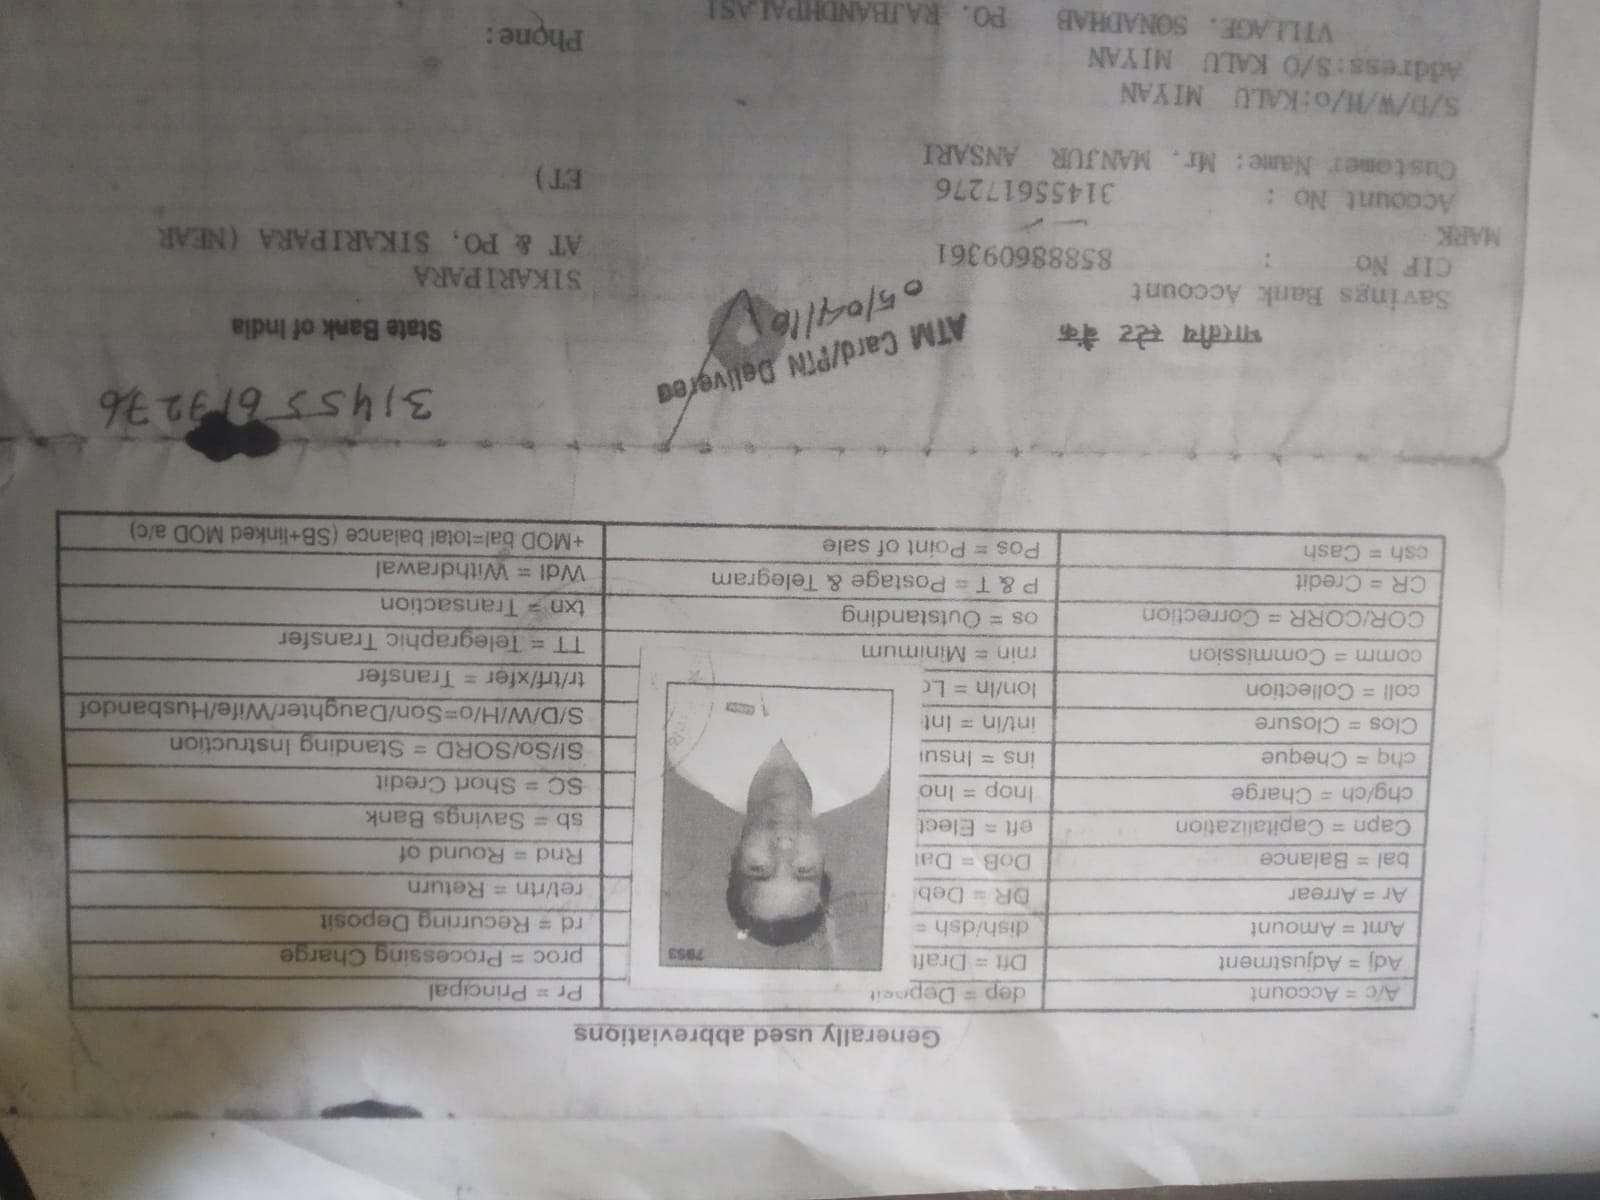 Generally used abbreviations
A/c = Account
Adj = Adjustment
Amt = Amount
Ar = Arrear
bal = Balance
Capn = Capitalization
chg/ch = Charge
chq = Cheque
Clos = Closure
coll = Collection
comm = Commission
COR/CORR = Correction
CR = Credit
csh = Cash
dep = Deposit
Dft = Draft
dish/dsh =
DR = Deb
DoB = Dat
eft = Elect
Inop = Ino
ins = Insu
int/in = Int
lon/ln = Lo
min = Minimum
os = Outstanding
P & T = Postage & Telegram
Pos = Point of sale
Pr = Principal
proc = Processing Charge
rd = Recurring Deposit
ret/rtn = Return
Rnd = Round of
sb = Savings Bank
SC = Short Credit
SI/So/SORD = Standing Instruction
S/D/W/H/o=Son/Daughter/Wife/Husbandof
tr/trf/xfer = Transfer
TT = Telegraphic Transfer
txn = Transaction
Wdl = Withdrawal
+MOD bal=total balance (SB+linked MOD a/c)
7953
31455617276
भारतीय स्टेट बैंक
ATM Card/PIN Delivered
05/04/10
State Bank of India
Savings Bank Account
SIKARIPARA
CIF No : 85888609361
AT & PO. SIKARIPARA (NEAR
MARK
ET)
Account No : 31455617276
Customer Name: Mr. MANJUR ANSARI
S/D/W/H/o:KALU MIYAN
Address:S/O KALU MIYAN
Phone:
VILLAGE. SONADHAB PO. RAJBANDHPALASI